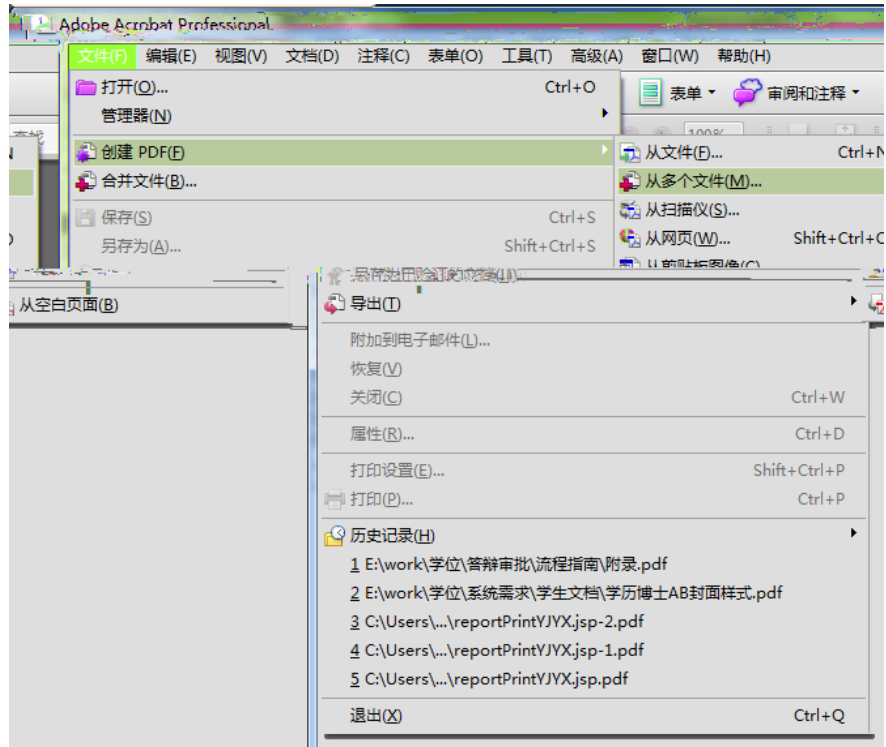 Adobe Acrobat Professional
文件(F) 编辑(E) 视图(V) 文档(D) 注释(C) 表单(O) 工具(T) 高级(A) 窗口(W) 帮助(H)
打开(O)... Ctrl+O
表单
审阅和注释
管理器(N)
100%
查找
创建 PDF(F)
从文件(F)... Ctrl+N
合并文件(B)...
从多个文件(M)...
保存(S) Ctrl+S
从扫描仪(S)...
另存为(A)... Shift+Ctrl+S
从网页(W)... Shift+Ctrl+C
从剪贴板图像(C)
从空白页面(B)
导出(T)
附加到电子邮件(L)...
恢复(V)
关闭(C) Ctrl+W
属性(R)... Ctrl+D
打印设置(E)... Shift+Ctrl+P
打印(P)... Ctrl+P
历史记录(H)
1 E:\work\学位\答辩审批\流程指南\附录.pdf
2 E:\work\学位\系统需求\学生文档\学历博士AB封面样式.pdf
3 C:\Users\...\reportPrintYJYX.jsp-2.pdf
4 C:\Users\...\reportPrintYJYX.jsp-1.pdf
5 C:\Users\...\reportPrintYJYX.jsp.pdf
退出(X) Ctrl+Q